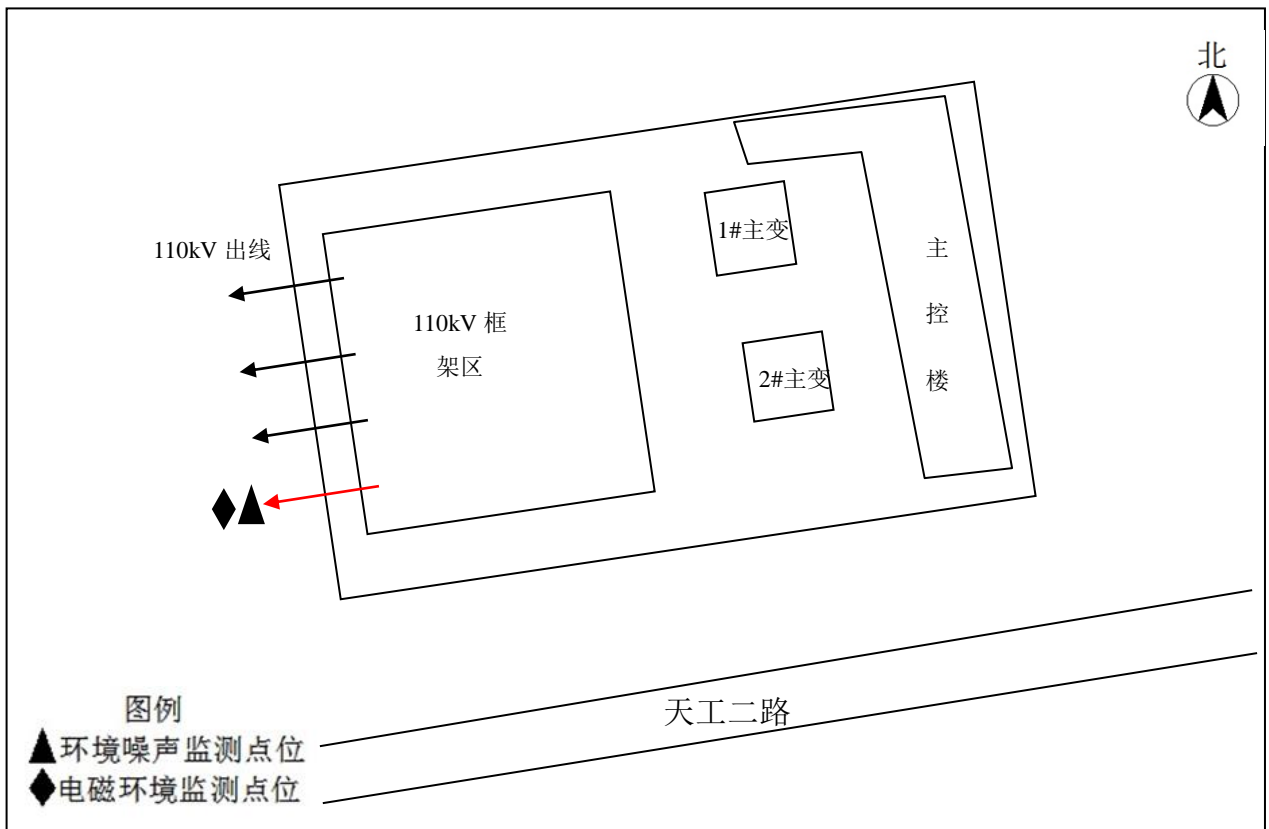 北
110kV 出线
1#主变
主
控
楼
110kV 框
架区
2#主变
天工二路
图例
环境噪声监测点位
电磁环境监测点位